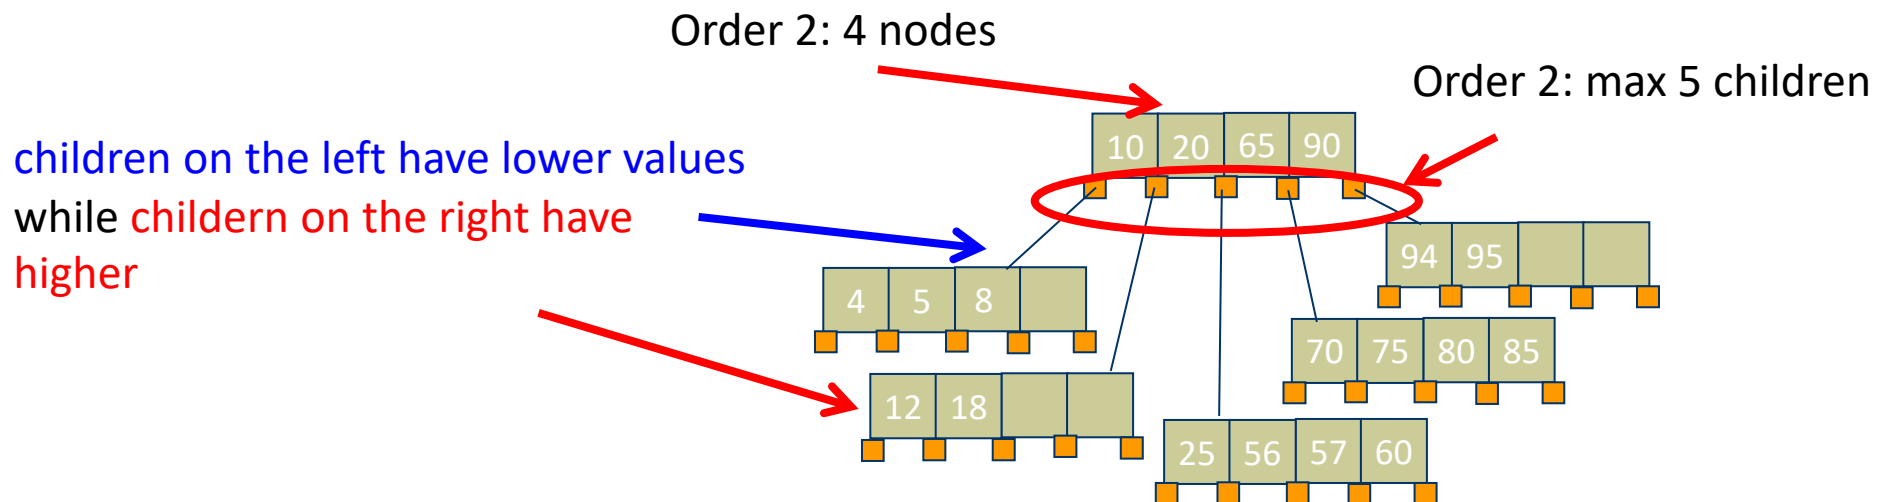 Order 2: 4 nodes
Order 2: max 5 children
children on the left have lower values
while childern on the right have
higher
10 20 65 90
94 95
4 5 8
70 75 80 85
12 18
25 56 57 60